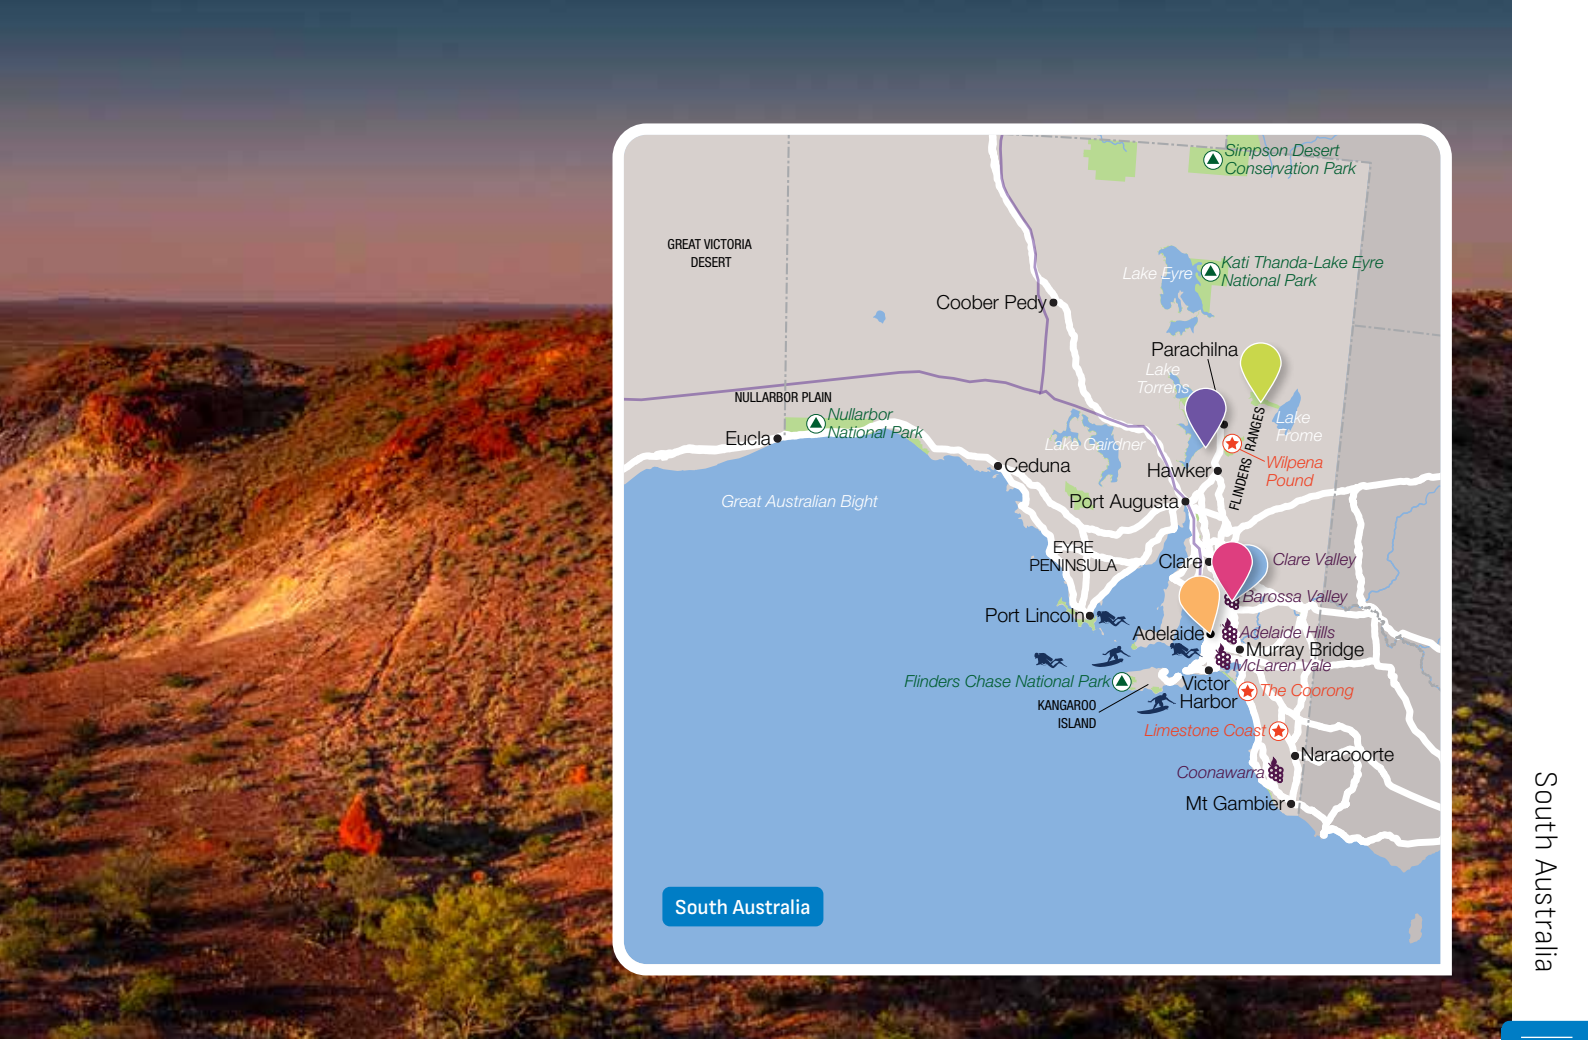 Simpson Desert
Conservation Park
GREAT VICTORIA
DESERT
Lake Eyre
Kati Thanda-Lake Eyre
National Park
Coober Pedy
Parachilna
Lake
Torrens
NULLARBOR PLAIN
Nullarbor
National Park
Eucla
Lake
Frome
Lake Gairdner
FLINDERS RANGES
Ceduna
Hawker
Wilpena
Pound
Great Australian Bight
Port Augusta
EYRE
PENINSULA
Clare
Clare Valley
Barossa Valley
Port Lincoln
Adelaide
Adelaide Hills
Murray Bridge
McLaren Vale
Flinders Chase National Park
Victor
Harbor
The Coorong
KANGAROO
ISLAND
Limestone Coast
Naracoorte
Coonawarra
Mt Gambier
South Australia
South Australia